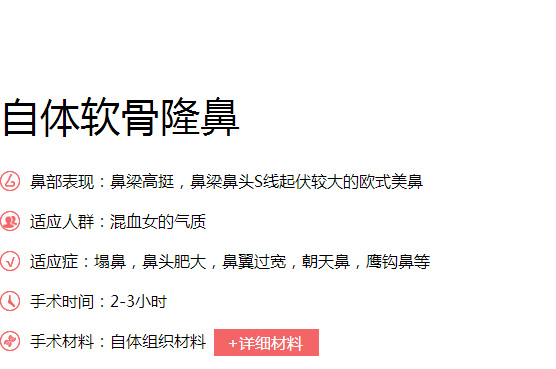 自体软骨隆鼻
鼻部表现：鼻梁高挺，鼻梁鼻头S线起伏较大的欧式美鼻
适应人群：混血女的气质
适应症：塌鼻，鼻头肥大，鼻翼过宽，朝天鼻，鹰钩鼻等
手术时间：2-3小时
手术材料：自体组织材料 +详细材料